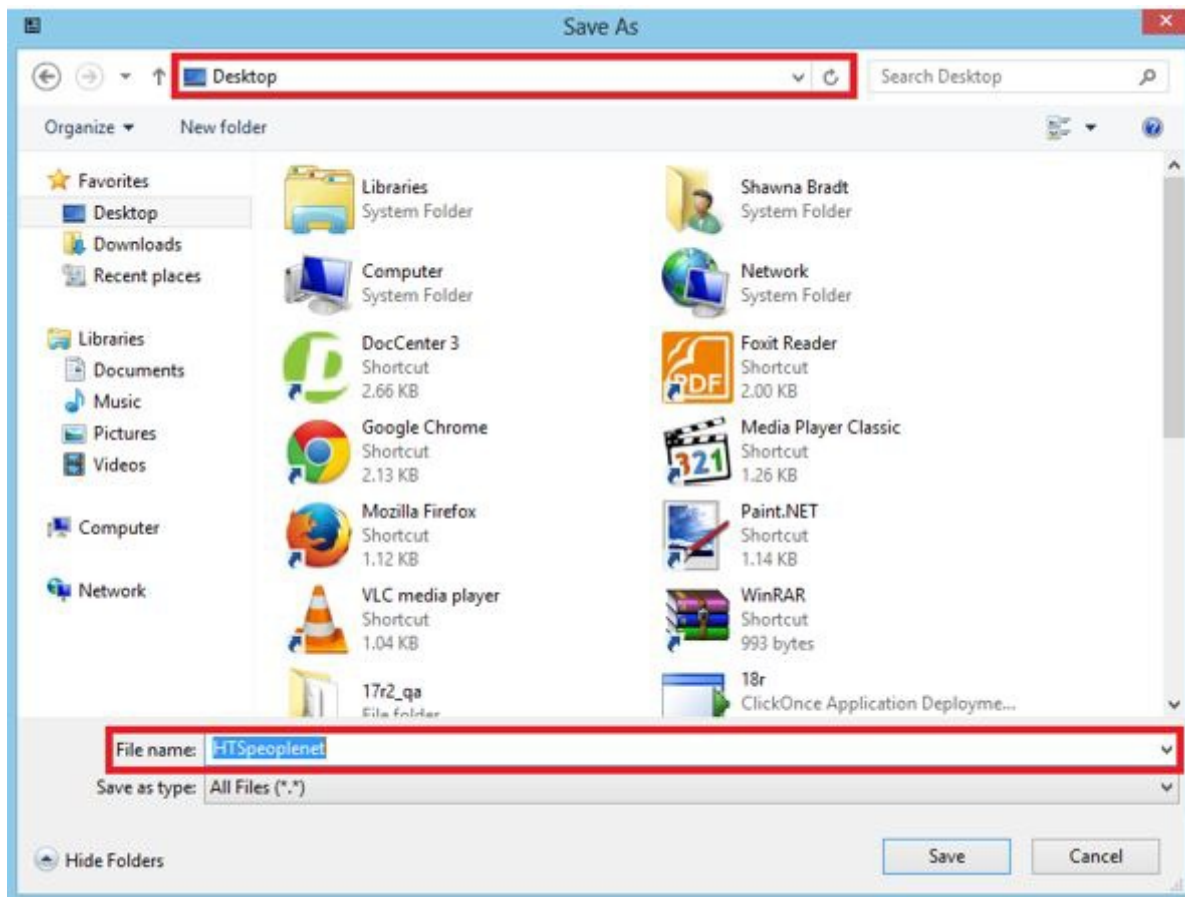 Save As
Desktop
Search Desktop
Organize
New folder
Favorites
Desktop
Downloads
Recent places
Libraries
Documents
Music
Pictures
Videos
Computer
Network
Libraries
System Folder
Shawna Bradt
System Folder
Computer
System Folder
Network
System Folder
DocCenter 3
Shortcut
2.66 KB
Foxit Reader
Shortcut
2.00 KB
PDF
Google Chrome
Shortcut
2.13 KB
Media Player Classic
Shortcut
1.26 KB
321
Mozilla Firefox
Shortcut
1.12 KB
Paint.NET
Shortcut
1.14 KB
VLC media player
Shortcut
1.04 KB
WinRAR
Shortcut
993 bytes
17r2_qa
File folder
18r
ClickOnce Application Deployme...
File name: HTSpeoplenet
Save as type: All Files (*.*)
Hide Folders
Save
Cancel